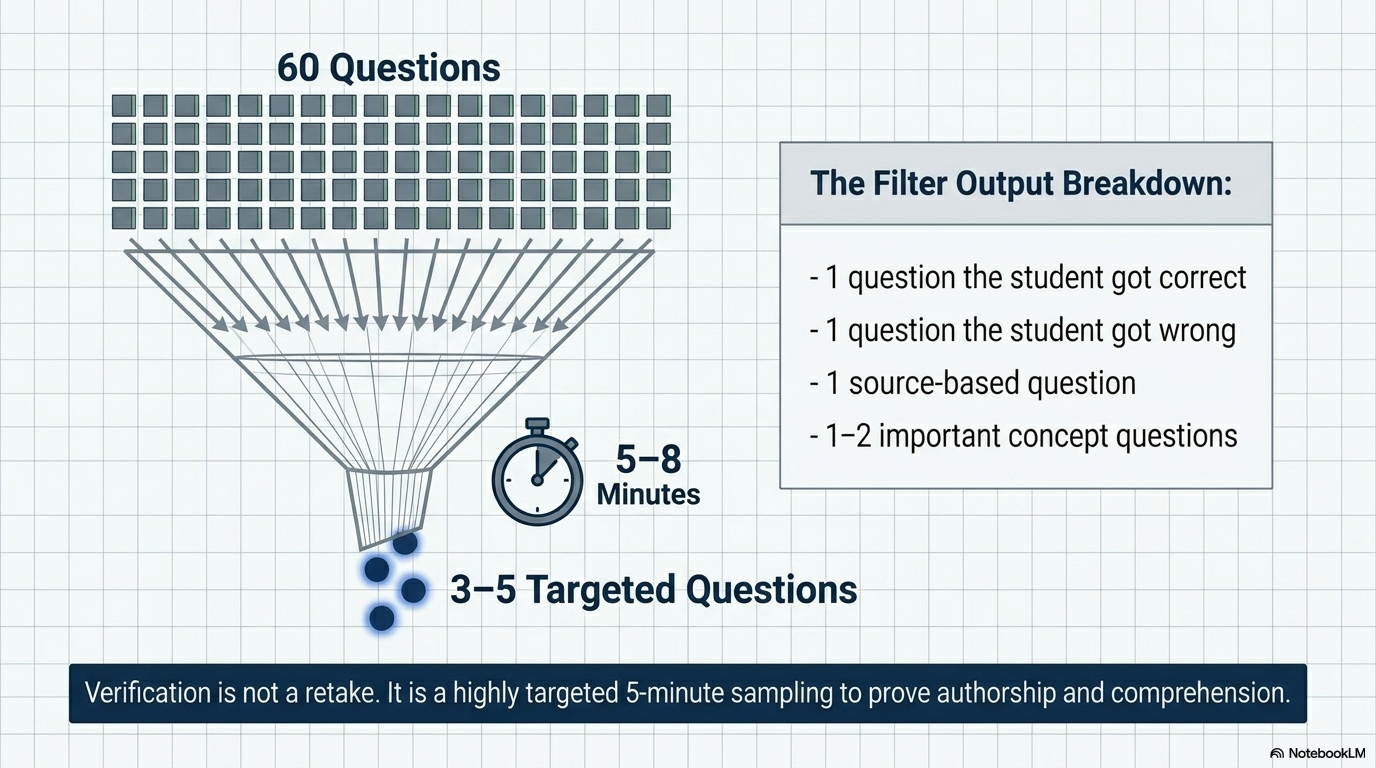 60 Questions
The Filter Output Breakdown:
- 1 question the student got correct
- 1 question the student got wrong
- 1 source-based question
- 1–2 important concept questions
5–8
Minutes
3–5 Targeted Questions
Verification is not a retake. It is a highly targeted 5-minute sampling to prove authorship and comprehension.
NotebookLM